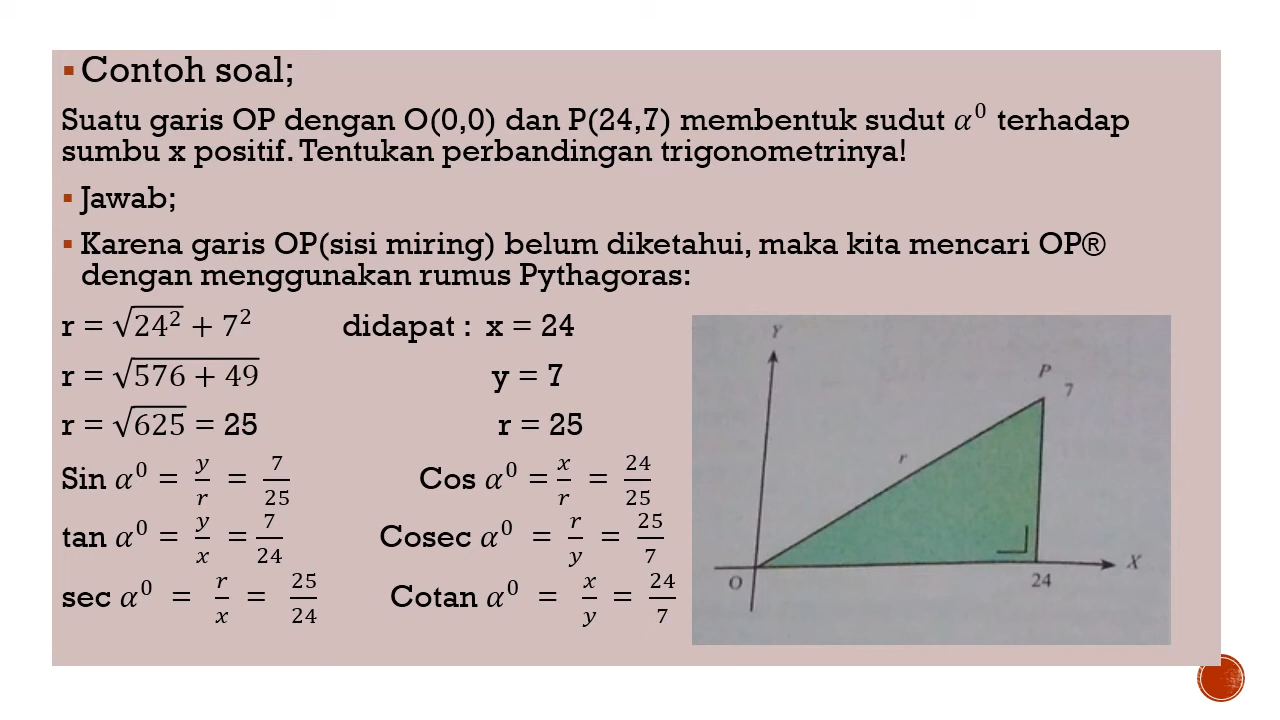 Contoh soal;
Suatu garis OP dengan O(0,0) dan P(24,7) membentuk sudut α⁰ terhadap
sumbu x positif. Tentukan perbandingan trigonometrinya!
Jawab;
Karena garis OP(sisi miring) belum diketahui, maka kita mencari OP®
dengan menggunakan rumus Pythagoras:
r = √24² + 7² didapat : x = 24
r = √576 + 49 y = 7
r = √625 = 25 r = 25
Sin α⁰ = y/r = 7/25 Cos α⁰ = x/r = 24/25
tan α⁰ = y/x = 7/24 Cosec α⁰ = r/y = 25/7
sec α⁰ = r/x = 25/24 Cotan α⁰ = x/y = 24/7
Y
P
7
r
X
O
24